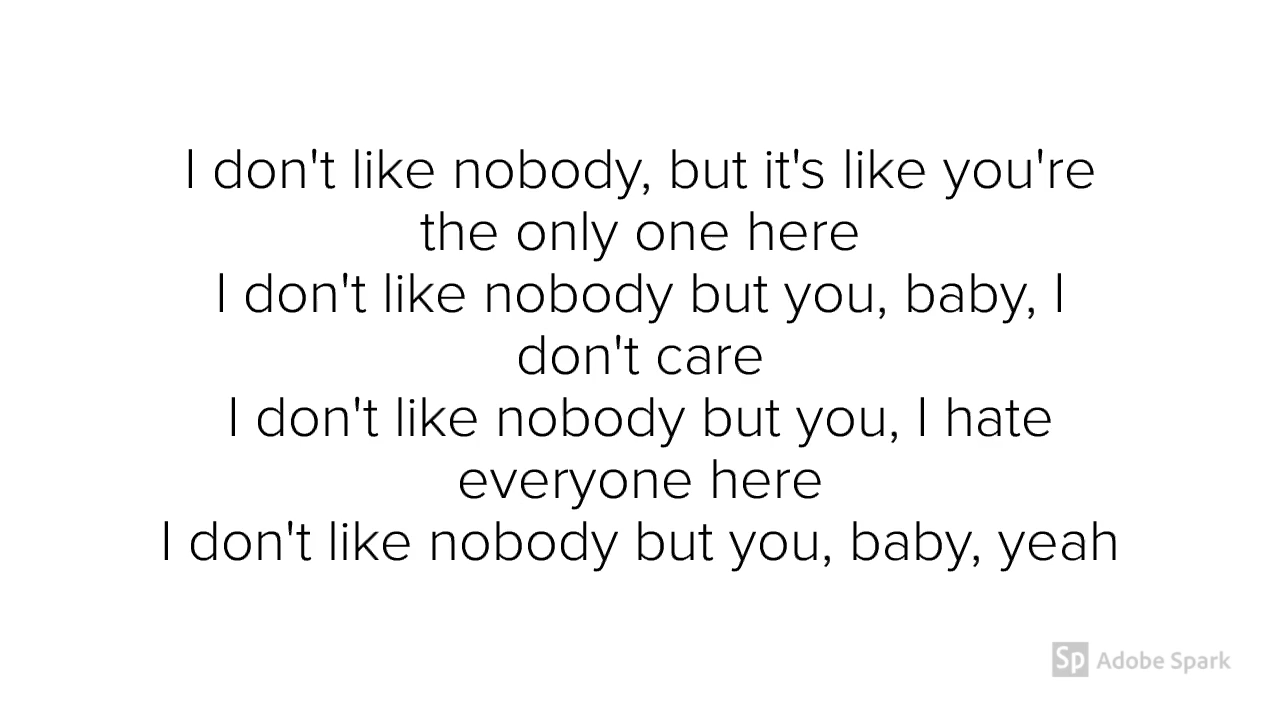 I don't like nobody, but it's like you're
the only one here
I don't like nobody but you, baby, I
don't care
I don't like nobody but you, I hate
everyone here
I don't like nobody but you, baby, yeah
Sp Adobe Spark